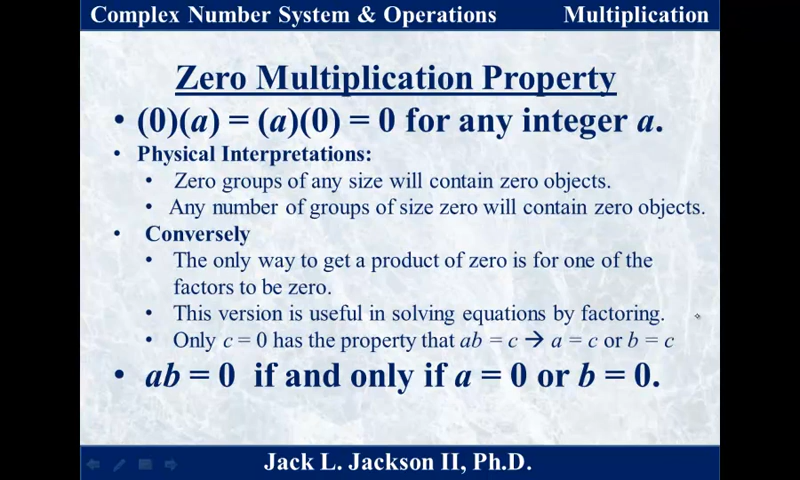 Complex Number System & Operations Multiplication
Zero Multiplication Property
• (0)(a) = (a)(0) = 0 for any integer a.
• Physical Interpretations:
• Zero groups of any size will contain zero objects.
• Any number of groups of size zero will contain zero objects.
• Conversely
• The only way to get a product of zero is for one of the
factors to be zero.
• This version is useful in solving equations by factoring.
• Only c = 0 has the property that ab = c → a = c or b = c
• ab = 0 if and only if a = 0 or b = 0.
Jack L. Jackson II, Ph.D.